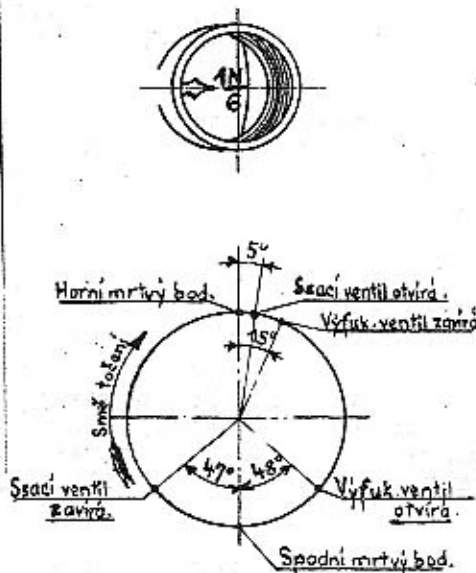 1N
6
5°
Horní mrtvý bod.
Ssací ventil otvírá.
Výfuk. ventil zavírá
15°
Směr točení
47° 48°
Ssací ventil
zavírá.
Výfuk. ventil
otvírá.
Spodní mrtvý bod.